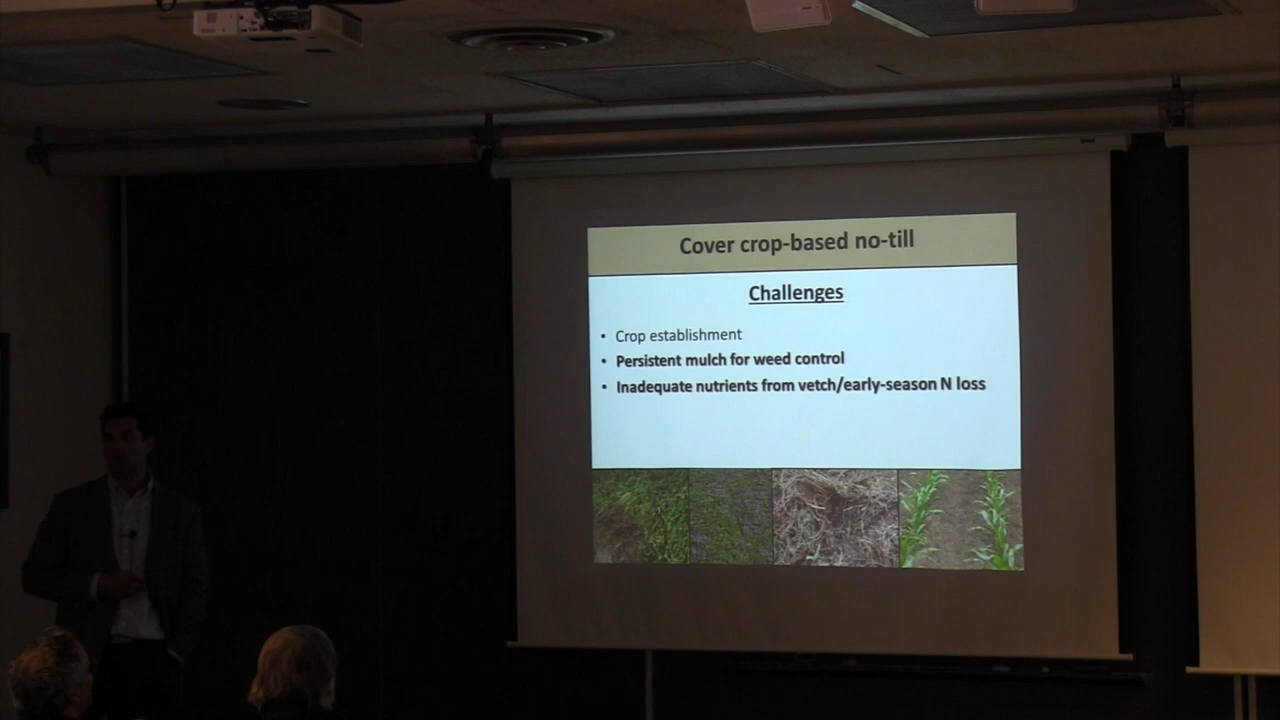 Cover crop-based no-till
Challenges
• Crop establishment
• Persistent mulch for weed control
• Inadequate nutrients from vetch/early-season N loss